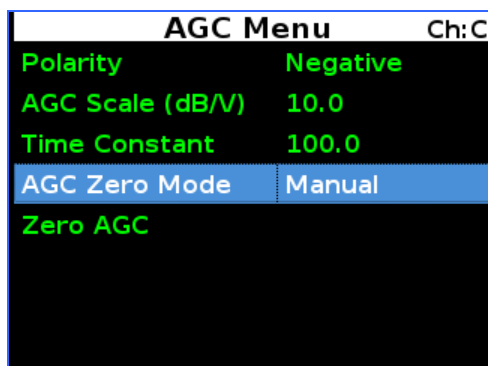 AGC Menu Ch:C
Polarity Negative
AGC Scale (dB/V) 10.0
Time Constant 100.0
AGC Zero Mode Manual
Zero AGC